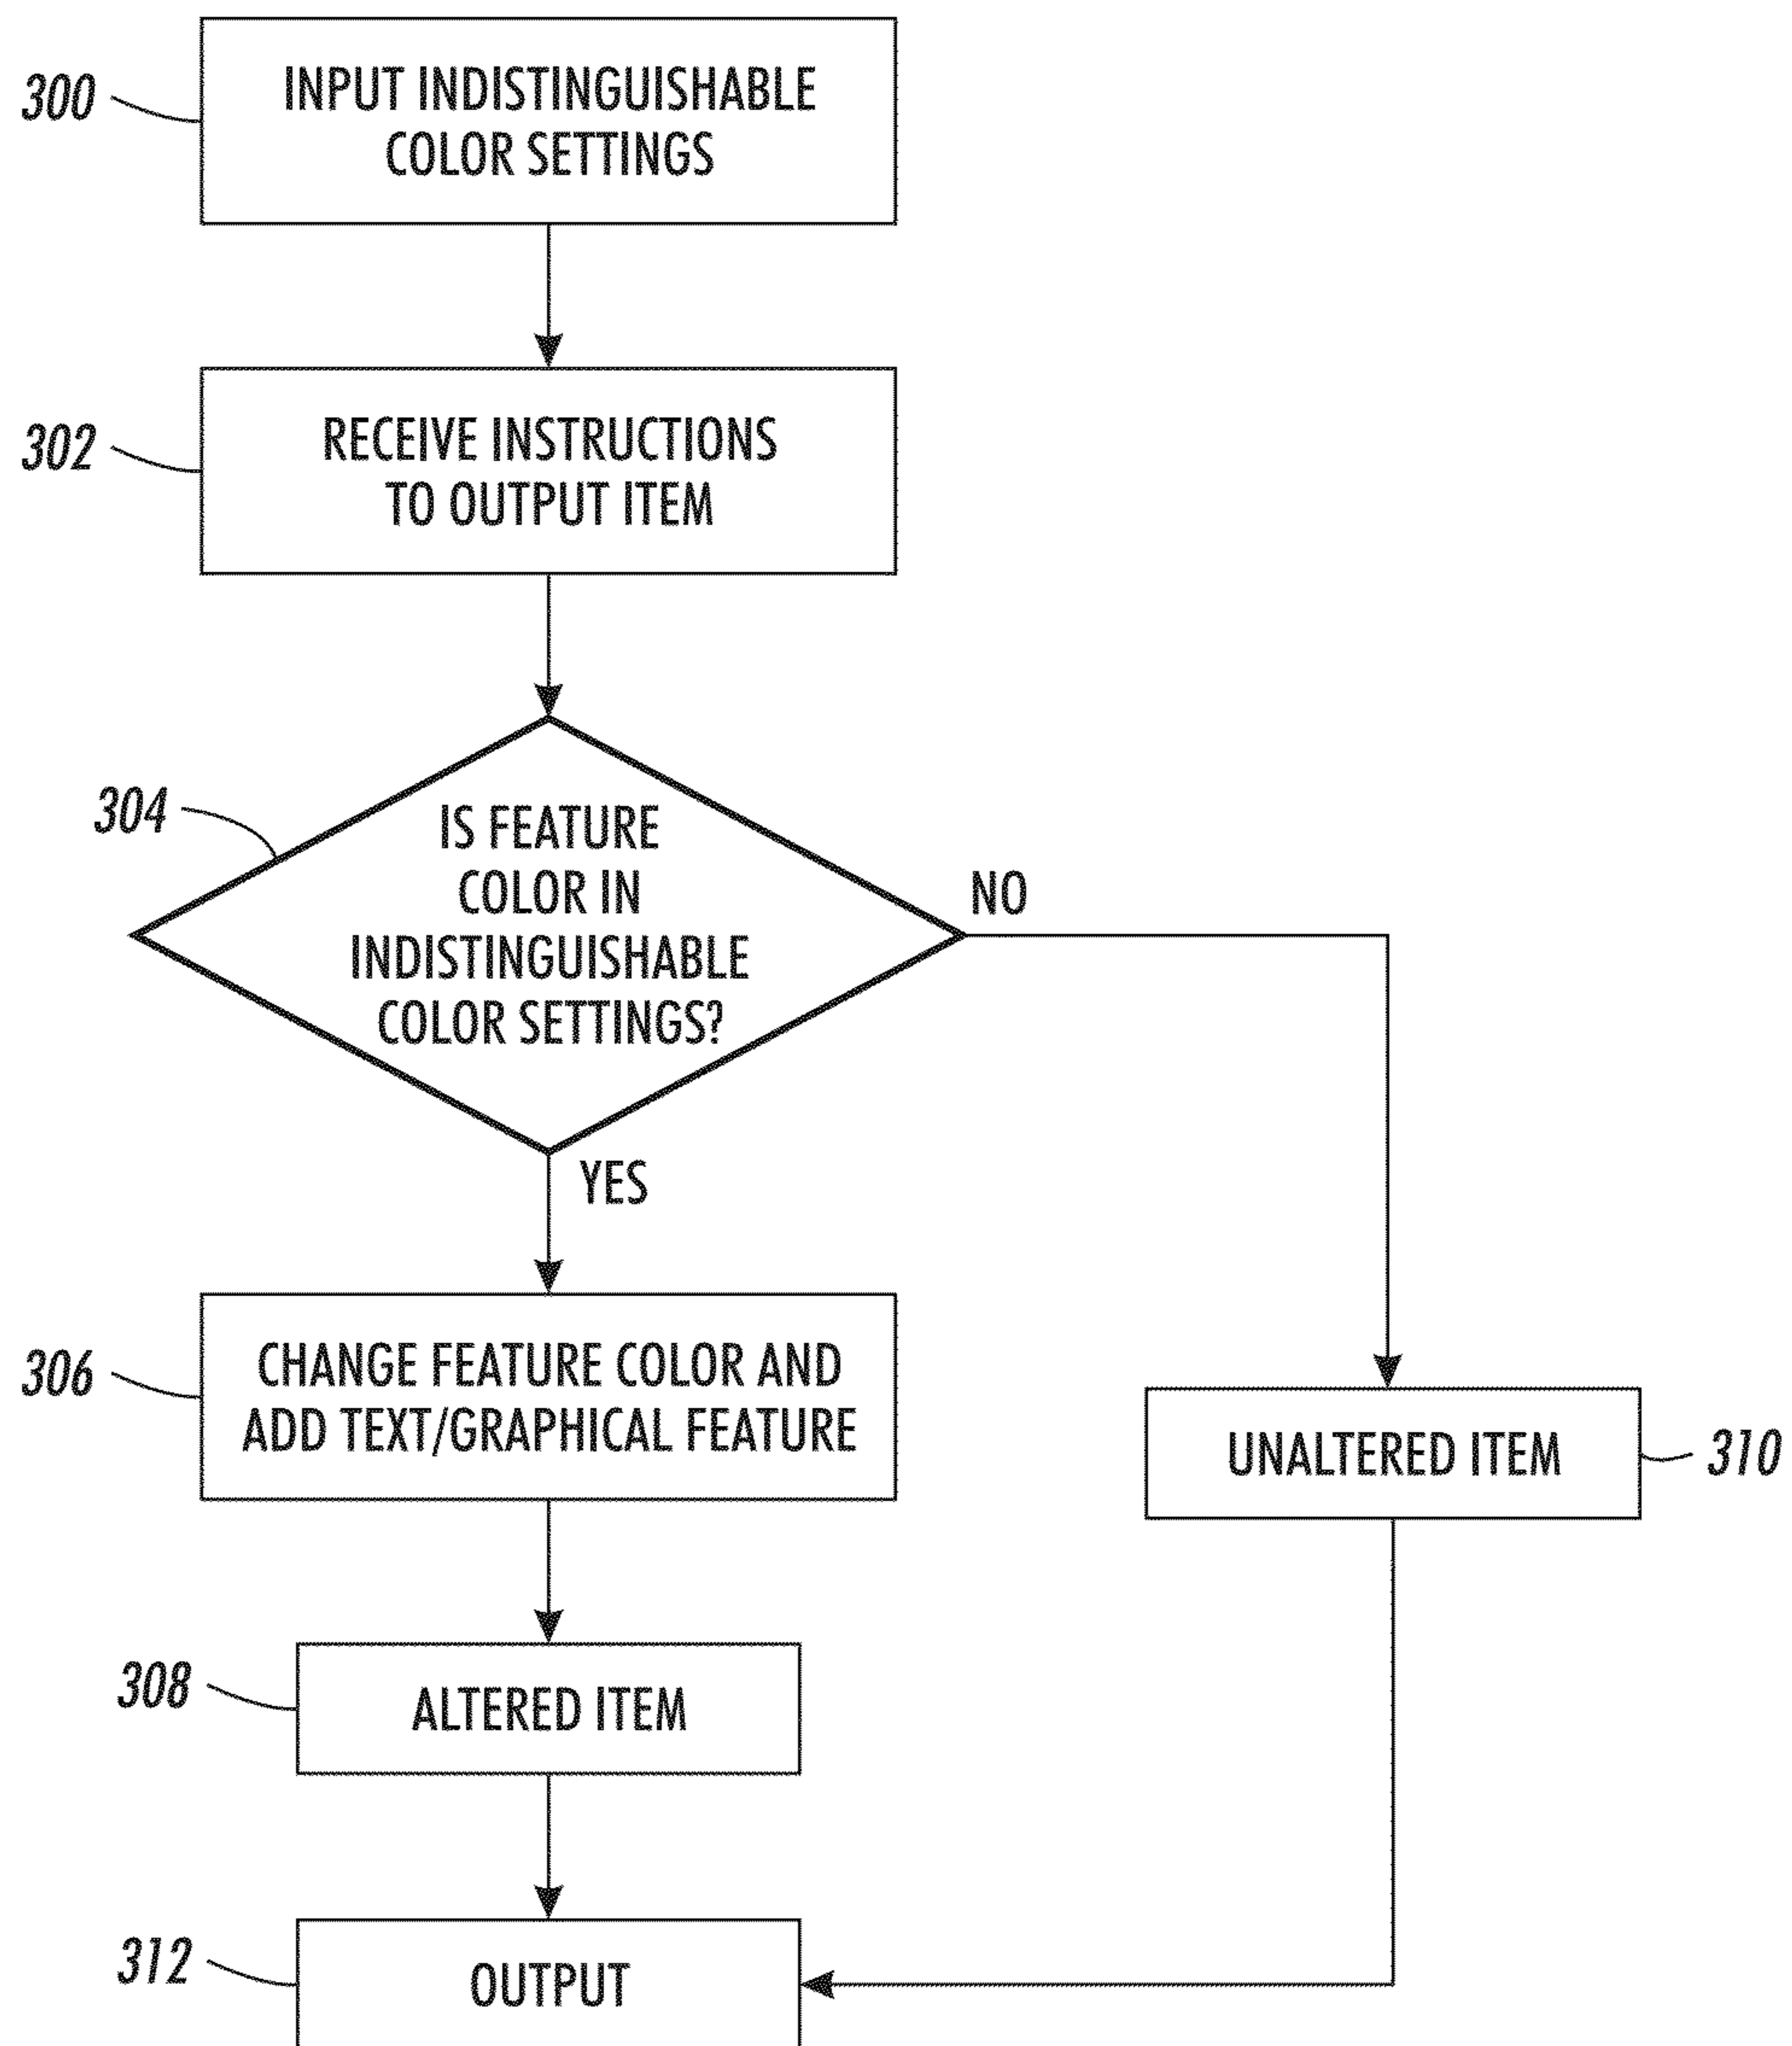 300
INPUT INDISTINGUISHABLE
COLOR SETTINGS
302
RECEIVE INSTRUCTIONS
TO OUTPUT ITEM
304
IS FEATURE
COLOR IN
INDISTINGUISHABLE
COLOR SETTINGS?
NO
YES
306
CHANGE FEATURE COLOR AND
ADD TEXT/GRAPHICAL FEATURE
UNALTERED ITEM
310
308
ALTERED ITEM
312
OUTPUT